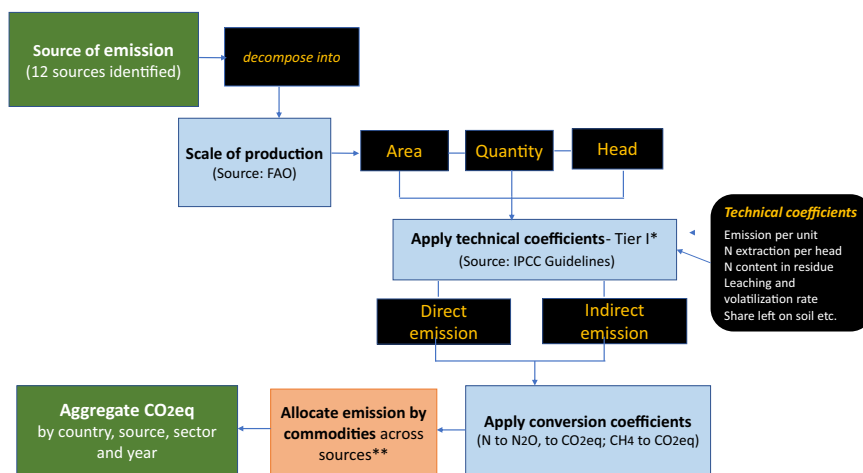 Source of emission
(12 sources identified)
decompose into
Scale of production
(Source: FAO)
Area
Quantity
Head
Apply technical coefficients- Tier I*
(Source: IPCC Guidelines)
Technical coefficients
Emission per unit
N extraction per head
N content in residue
Leaching and
volatilization rate
Share left on soil etc.
Direct
emission
Indirect
emission
Aggregate CO2eq
by country, source, sector
and year
Allocate emission by
commodities across
sources**
Apply conversion coefficients
(N to N2O, to CO2eq; CH4 to CO2eq)